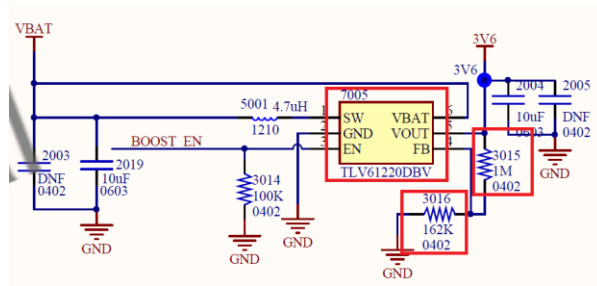 VBAT
3V6
3V6
2004
2005
10uF
DNF
0603
0402
GND
5001 4.7uH
1210
7005
1 SW VBAT 6
2 GND VOUT 5
3 EN FB 4
TLV61220DBV
BOOST_EN
2003
DNF
0402
2019
10uF
0603
GND
3014
100K
0402
GND
GND
3015
1M
0402
3016
162K
0402
GND